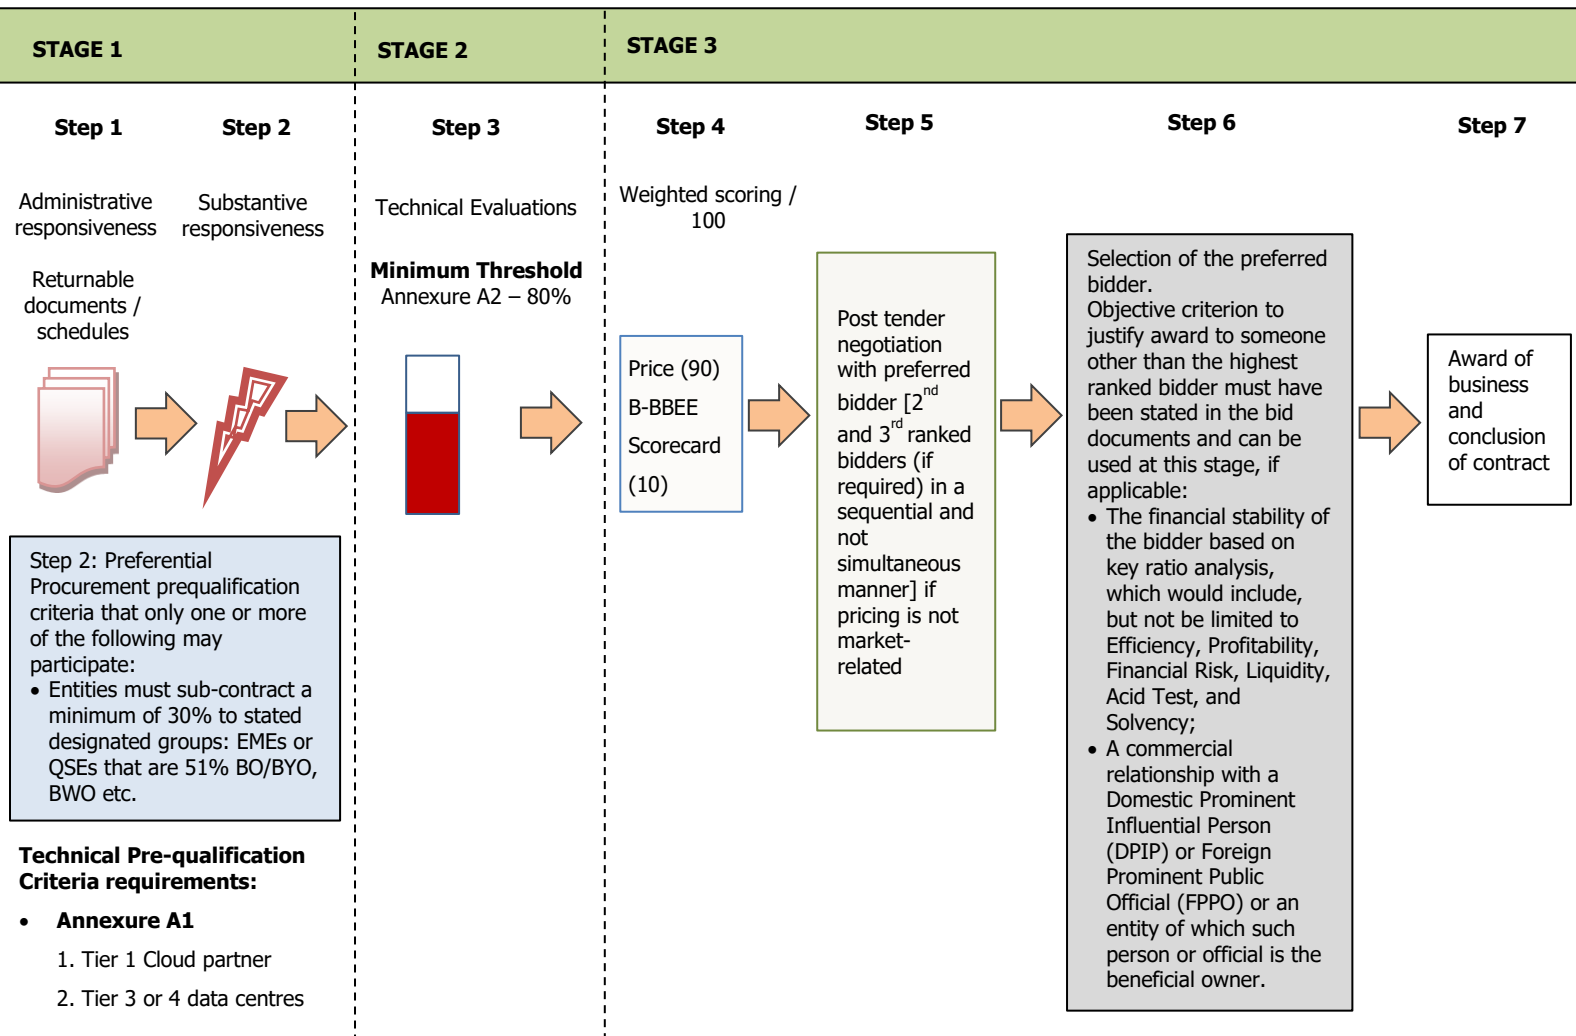 STAGE 1
STAGE 2
STAGE 3
Step 1
Step 2
Step 3
Step 4
Step 5
Step 6
Step 7
Administrative
responsiveness
Returnable
documents /
schedules
Substantive
responsiveness
Technical Evaluations
Minimum Threshold
Annexure A2 – 80%
Weighted scoring /
100
Price (90)
B-BBEE
Scorecard
(10)
Post tender
negotiation
with preferred
bidder [2nd
and 3rd ranked
bidders (if
required) in a
sequential and
not
simultaneous
manner] if
pricing is not
market-
related
Selection of the preferred
bidder.
Objective criterion to
justify award to someone
other than the highest
ranked bidder must have
been stated in the bid
documents and can be
used at this stage, if
applicable:
• The financial stability of
the bidder based on
key ratio analysis,
which would include,
but not be limited to
Efficiency, Profitability,
Financial Risk, Liquidity,
Acid Test, and
Solvency;
• A commercial
relationship with a
Domestic Prominent
Influential Person
(DPIP) or Foreign
Prominent Public
Official (FPPO) or an
entity of which such
person or official is the
beneficial owner.
Award of
business
and
conclusion
of contract
Step 2: Preferential
Procurement prequalification
criteria that only one or more
of the following may
participate:
• Entities must sub-contract a
minimum of 30% to stated
designated groups: EMEs or
QSEs that are 51% BO/BYO,
BWO etc.
Technical Pre-qualification
Criteria requirements:
• Annexure A1
1. Tier 1 Cloud partner
2. Tier 3 or 4 data centres